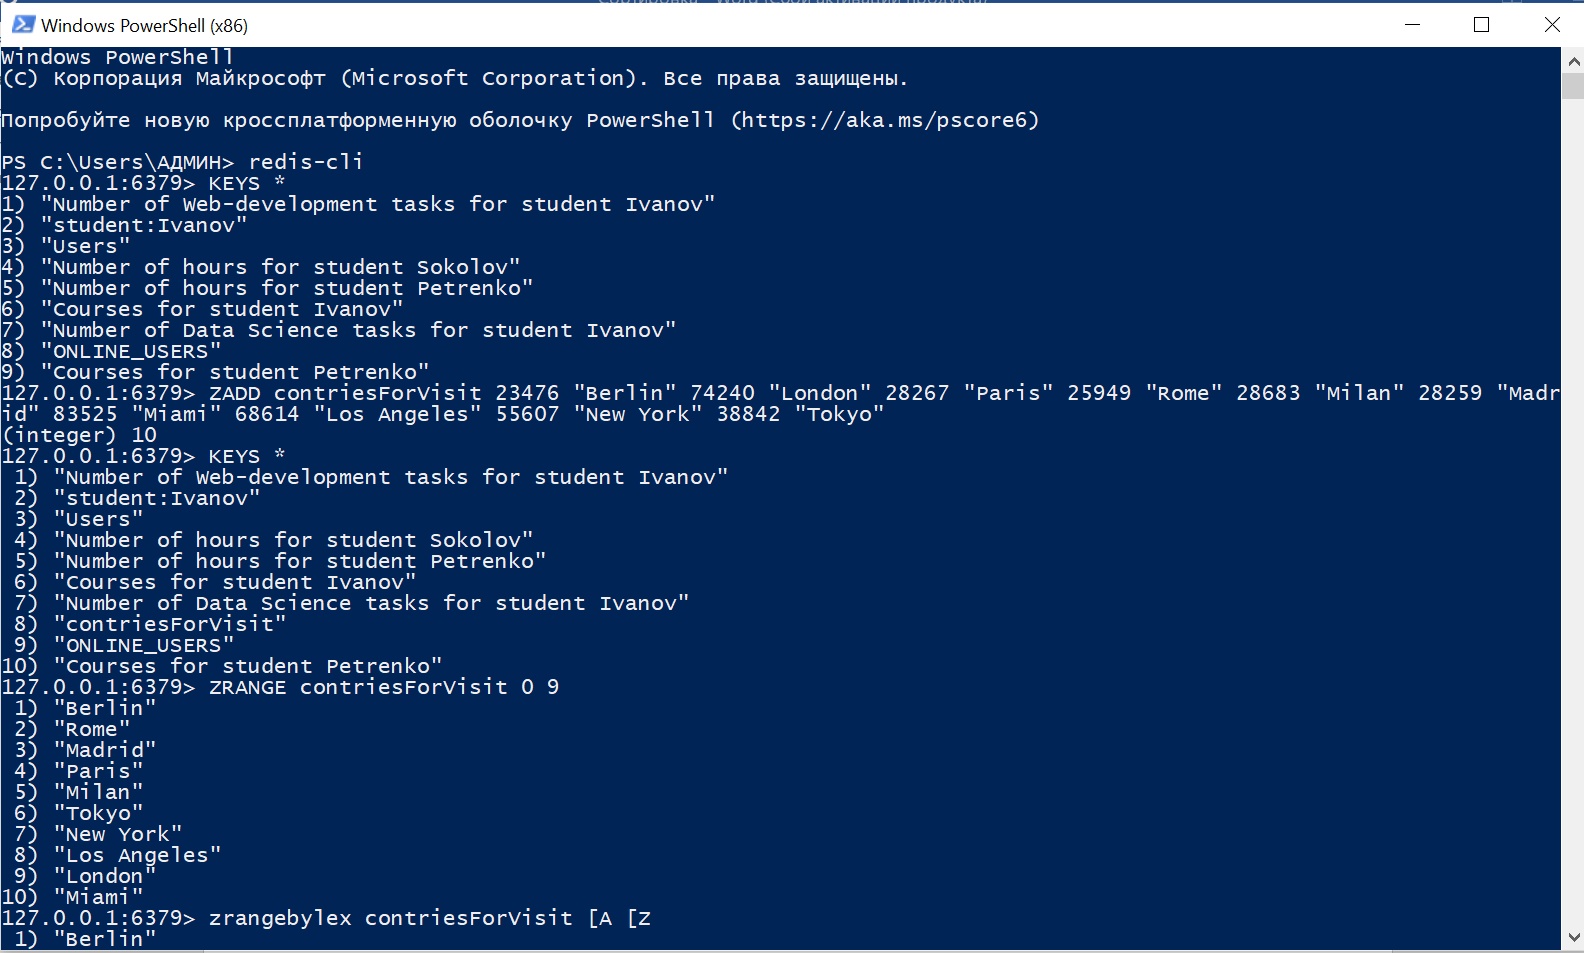 Windows PowerShell (x86)
Windows PowerShell
(C) Корпорация Майкрософт (Microsoft Corporation). Все права защищены.
Попробуйте новую кроссплатформенную оболочку PowerShell (https://aka.ms/pscore6)
PS C:\Users\АДМИН> redis-cli
127.0.0.1:6379> KEYS *
1) "Number of Web-development tasks for student Ivanov"
2) "student:Ivanov"
3) "Users"
4) "Number of hours for student Sokolov"
5) "Number of hours for student Petrenko"
6) "Courses for student Ivanov"
7) "Number of Data Science tasks for student Ivanov"
8) "ONLINE_USERS"
9) "Courses for student Petrenko"
127.0.0.1:6379> ZADD contriesForVisit 23476 "Berlin" 74240 "London" 28267 "Paris" 25949 "Rome" 28683 "Milan" 28259 "Madr
id" 83525 "Miami" 68614 "Los Angeles" 55607 "New York" 38842 "Tokyo"
(integer) 10
127.0.0.1:6379> KEYS *
1) "Number of Web-development tasks for student Ivanov"
2) "student:Ivanov"
3) "Users"
4) "Number of hours for student Sokolov"
5) "Number of hours for student Petrenko"
6) "Courses for student Ivanov"
7) "Number of Data Science tasks for student Ivanov"
8) "contriesForVisit"
9) "ONLINE_USERS"
10) "Courses for student Petrenko"
127.0.0.1:6379> ZRANGE contriesForVisit 0 9
1) "Berlin"
2) "Rome"
3) "Madrid"
4) "Paris"
5) "Milan"
6) "Tokyo"
7) "New York"
8) "Los Angeles"
9) "London"
10) "Miami"
127.0.0.1:6379> zrangebylex contriesForVisit [A [Z
1) "Berlin"